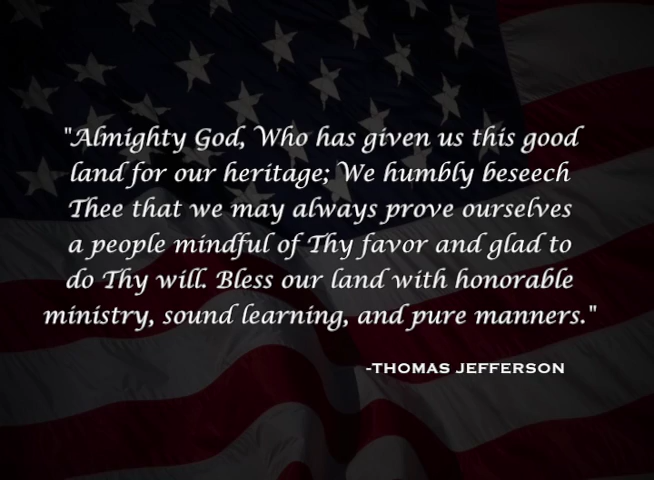 "Almighty God, Who has given us this good
land for our heritage; We humbly beseech
Thee that we may always prove ourselves
a people mindful of Thy favor and glad to
do Thy will. Bless our land with honorable
ministry, sound learning, and pure manners."
-THOMAS JEFFERSON